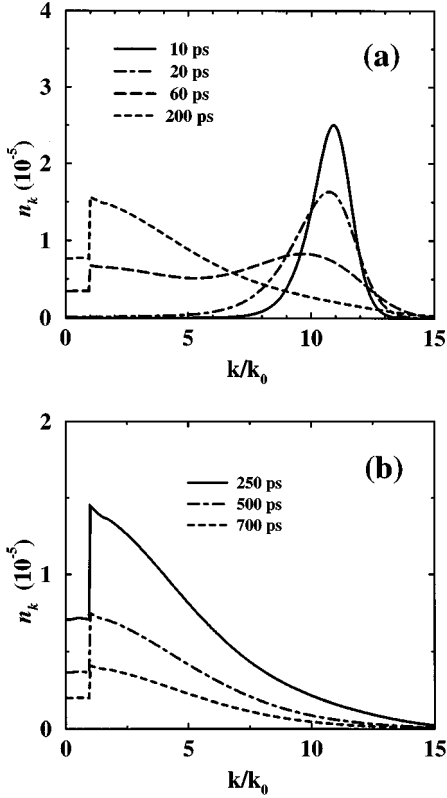 4
(a)
10 ps
20 ps
60 ps
200 ps
3
2
1
0
n_k (10^-5)
0 5 10 15
k/k_0
2
(b)
250 ps
500 ps
700 ps
1
0
n_k (10^-5)
0 5 10 15
k/k_0